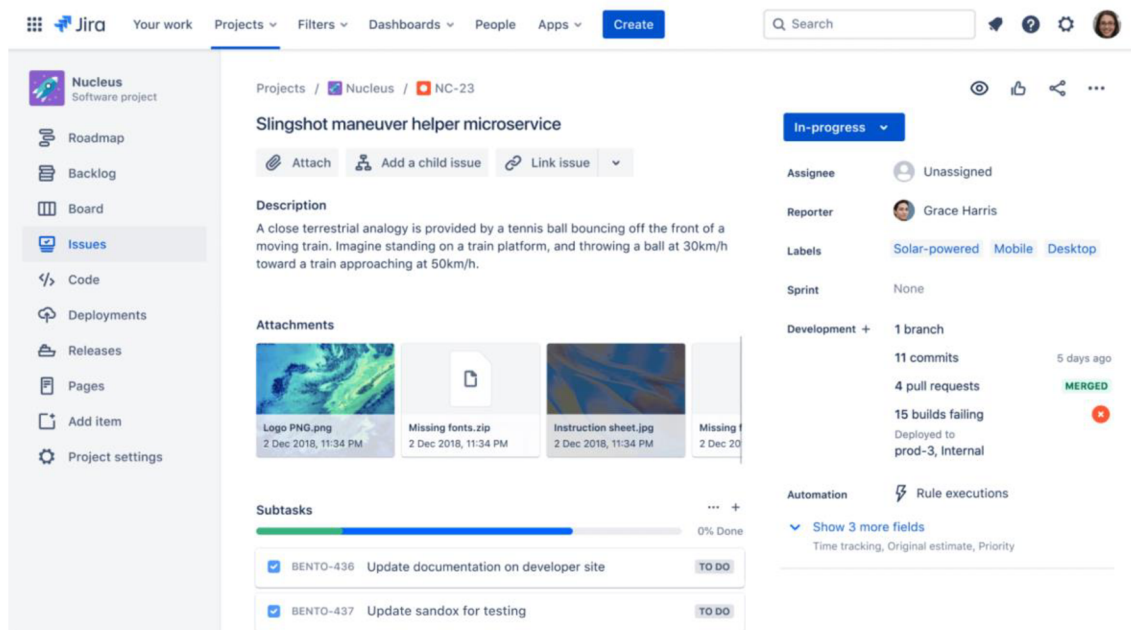 Jira
Your work
Projects
Filters
Dashboards
People
Apps
Create
Search
Nucleus
Software project
Roadmap
Backlog
Board
Issues
Code
Deployments
Releases
Pages
Add item
Project settings
Projects / Nucleus / NC-23
Slingshot maneuver helper microservice
Attach
Add a child issue
Link issue
Description
A close terrestrial analogy is provided by a tennis ball bouncing off the front of a
moving train. Imagine standing on a train platform, and throwing a ball at 30km/h
toward a train approaching at 50km/h.
Attachments
Logo PNG.png
2 Dec 2018, 11:34 PM
Missing fonts.zip
2 Dec 2018, 11:34 PM
Instruction sheet.jpg
2 Dec 2018, 11:34 PM
Missing f
2 Dec 20
Subtasks
0% Done
BENTO-436 Update documentation on developer site TO DO
BENTO-437 Update sandox for testing TO DO
In-progress
Assignee Unassigned
Reporter Grace Harris
Labels Solar-powered Mobile Desktop
Sprint None
Development + 1 branch
11 commits 5 days ago
4 pull requests MERGED
15 builds failing
Deployed to
prod-3, Internal
Automation Rule executions
Show 3 more fields
Time tracking, Original estimate, Priority